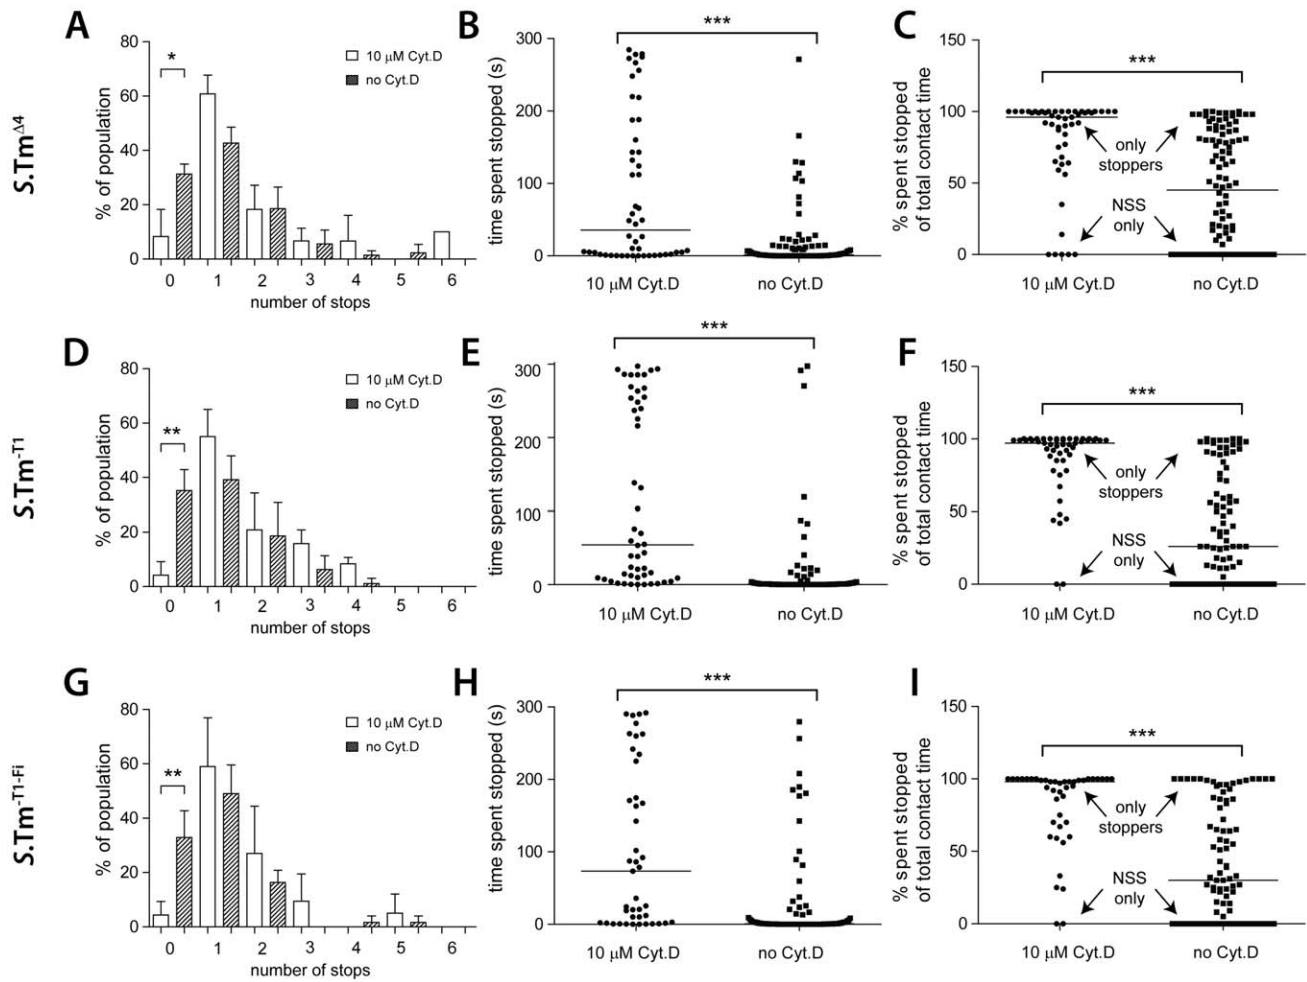 S.Tm^Δ4
A
*
% of population
80
60
40
20
0
10 μM Cyt.D
no Cyt.D
0 1 2 3 4 5 6
number of stops
B
***
time spent stopped (s)
300
200
100
0
10 μM Cyt.D no Cyt.D
C
***
% spent stopped
of total contact time
150
100
50
0
only
stoppers
NSS
only
10 μM Cyt.D no Cyt.D
S.Tm^-T1
D
**
% of population
80
60
40
20
0
10 μM Cyt.D
no Cyt.D
0 1 2 3 4 5 6
number of stops
E
***
time spent stopped (s)
300
200
100
0
10 μM Cyt.D no Cyt.D
F
***
% spent stopped
of total contact time
150
100
50
0
only
stoppers
NSS
only
10 μM Cyt.D no Cyt.D
S.Tm^-T1-Fi
G
**
% of population
80
60
40
20
0
10 μM Cyt.D
no Cyt.D
0 1 2 3 4 5 6
number of stops
H
***
time spent stopped (s)
300
200
100
0
10 μM Cyt.D no Cyt.D
I
***
% spent stopped
of total contact time
150
100
50
0
only
stoppers
NSS
only
10 μM Cyt.D no Cyt.D